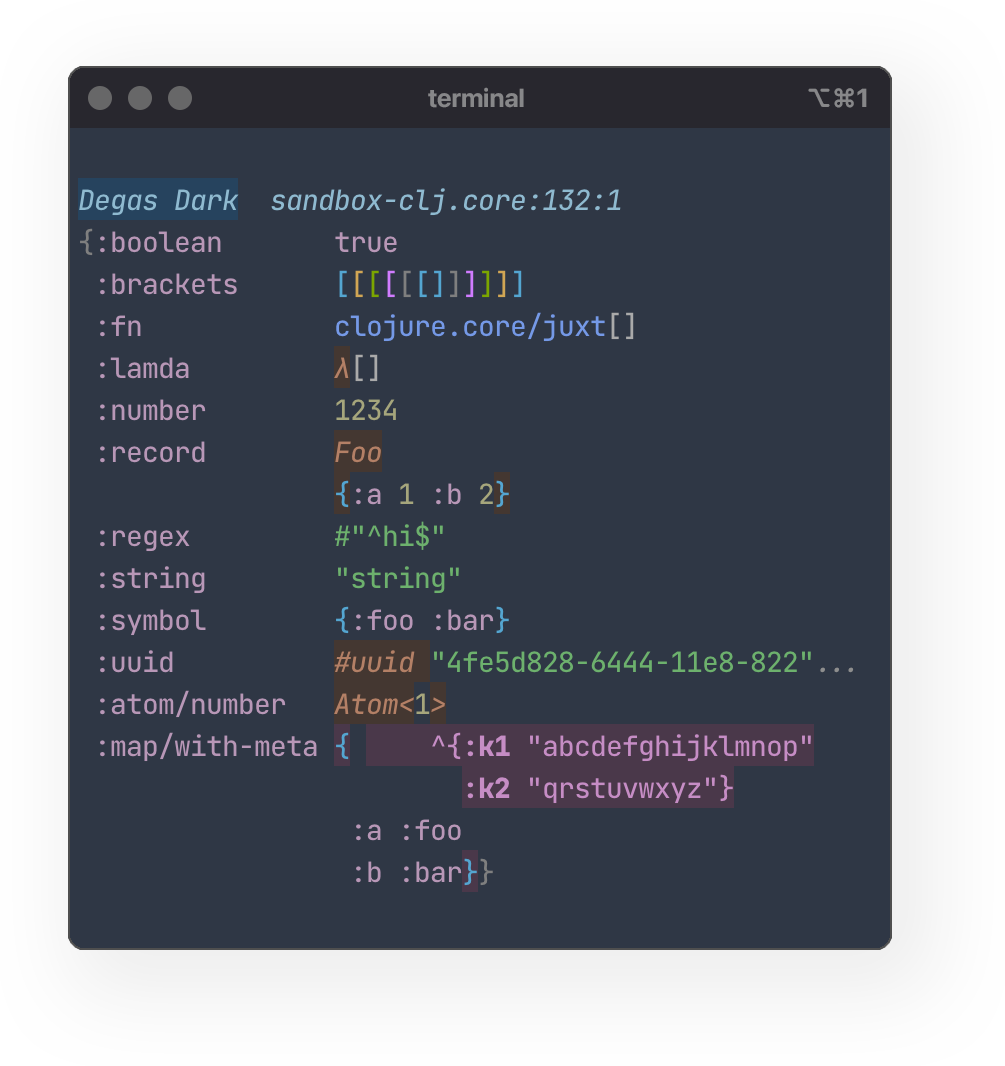 terminal ⌥⌘1
Degas Dark  sandbox-clj.core:132:1
{:boolean       true
 :brackets      [[[[[[]]]]]]
 :fn            clojure.core/juxt[]
 :lamda         λ[]
 :number        1234
 :record        Foo
                {:a 1 :b 2}
 :regex         #"^hi$"
 :string        "string"
 :symbol        {:foo :bar}
 :uuid          #uuid "4fe5d828-6444-11e8-822"...
 :atom/number   Atom<1>
 :map/with-meta {     ^{:k1 "abcdefghijklmnop"
                        :k2 "qrstuvwxyz"}
                 :a :foo
                 :b :bar}}